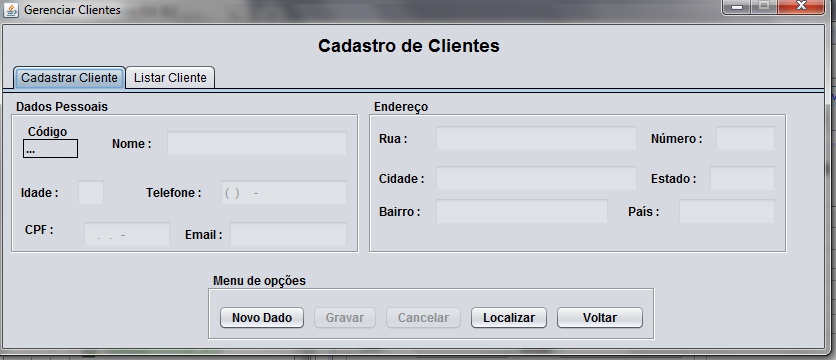 Gerenciar Clientes
Cadastro de Clientes
Cadastrar Cliente Listar Cliente
Dados Pessoais
Código
...
Nome :
Idade :
Telefone :
( ) -
CPF :
. . -
Email :
Endereço
Rua :
Número :
Cidade :
Estado :
Bairro :
País :
Menu de opções
Novo Dado Gravar Cancelar Localizar Voltar